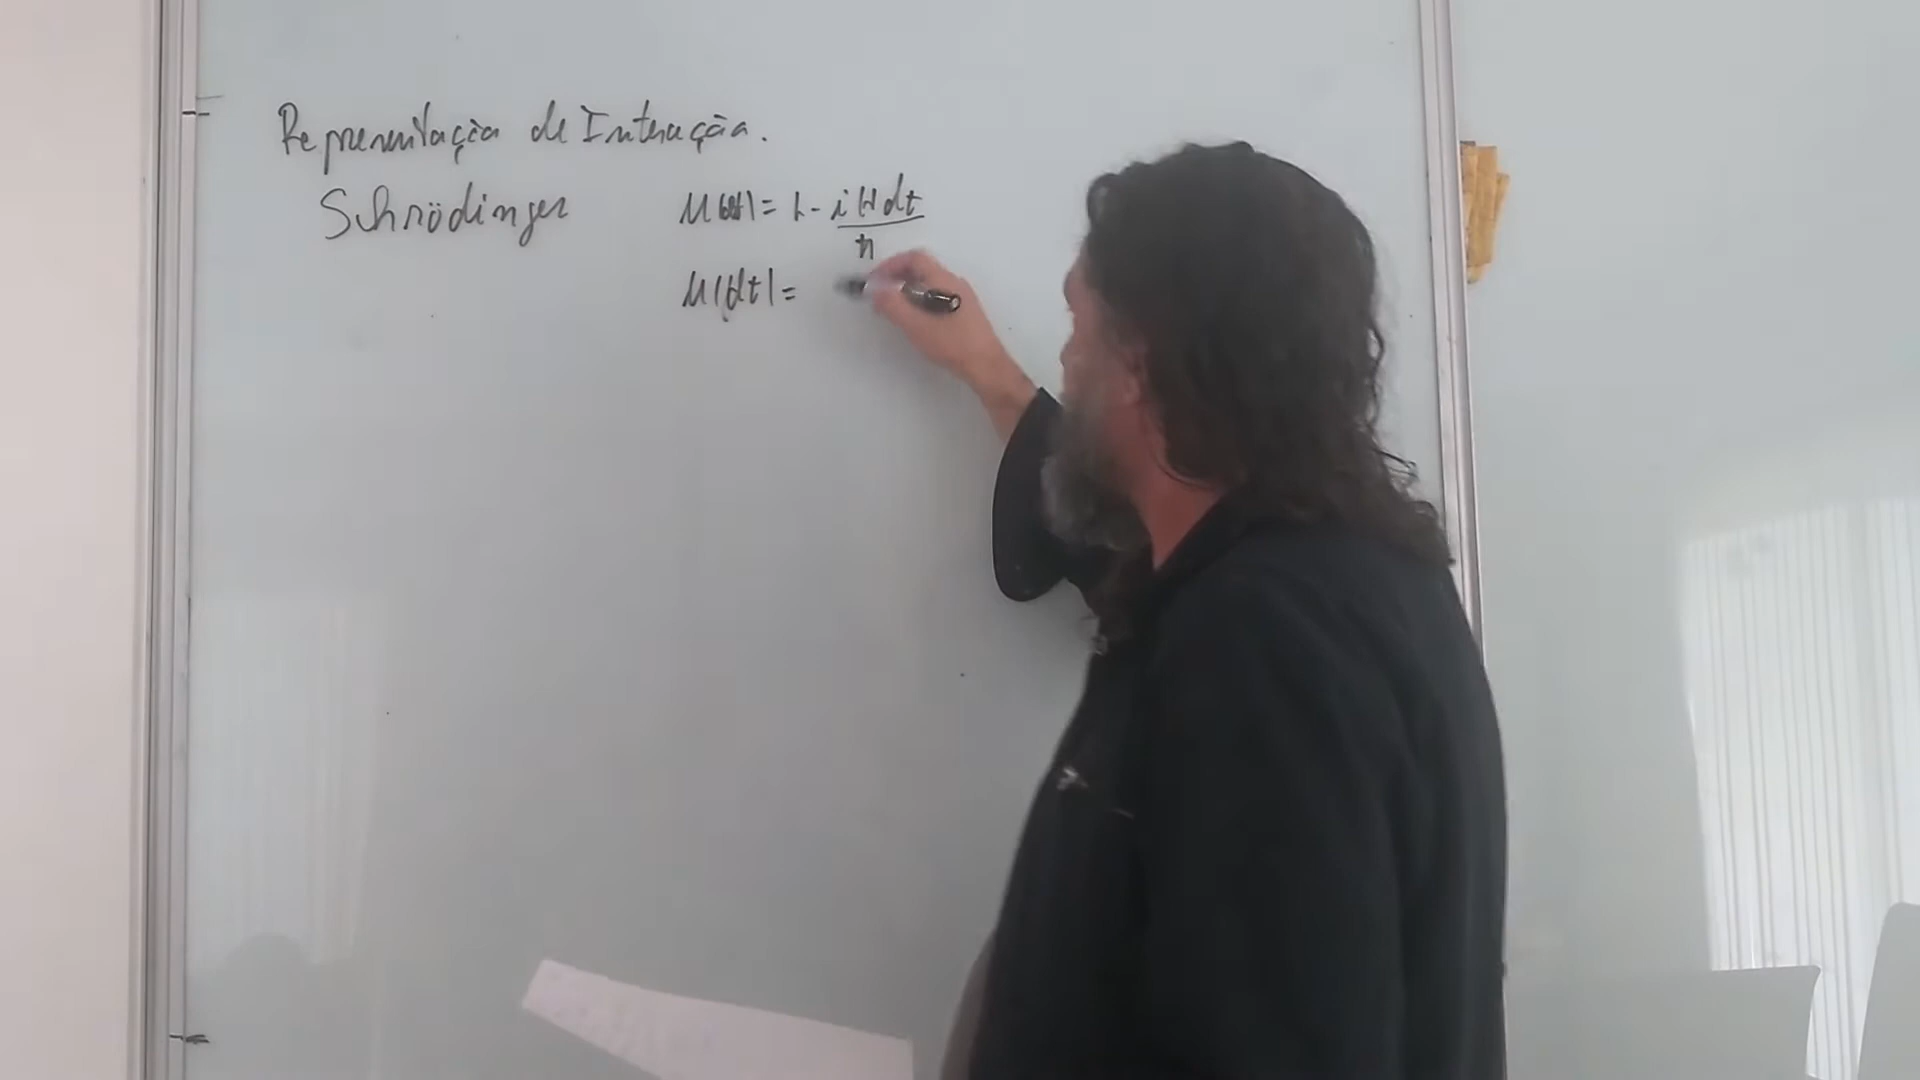 Representação de Interação.
Schrödinger U(dt) = 1 - iHdt/ħ
U(dt) =